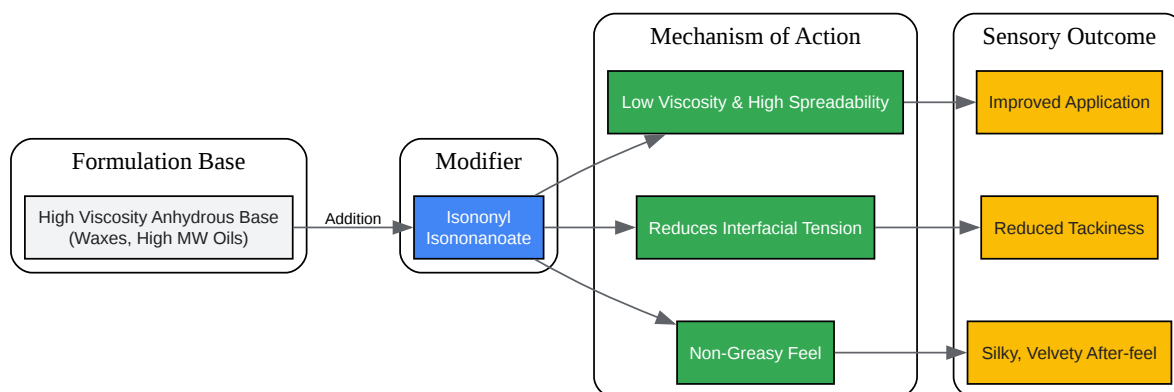 Formulation Base
High Viscosity Anhydrous Base
(Waxes, High MW Oils)
Addition
Modifier
Isononyl
Isononanoate
Mechanism of Action
Low Viscosity & High Spreadability
Reduces Interfacial Tension
Non-Greasy Feel
Sensory Outcome
Improved Application
Reduced Tackiness
Silky, Velvety After-feel